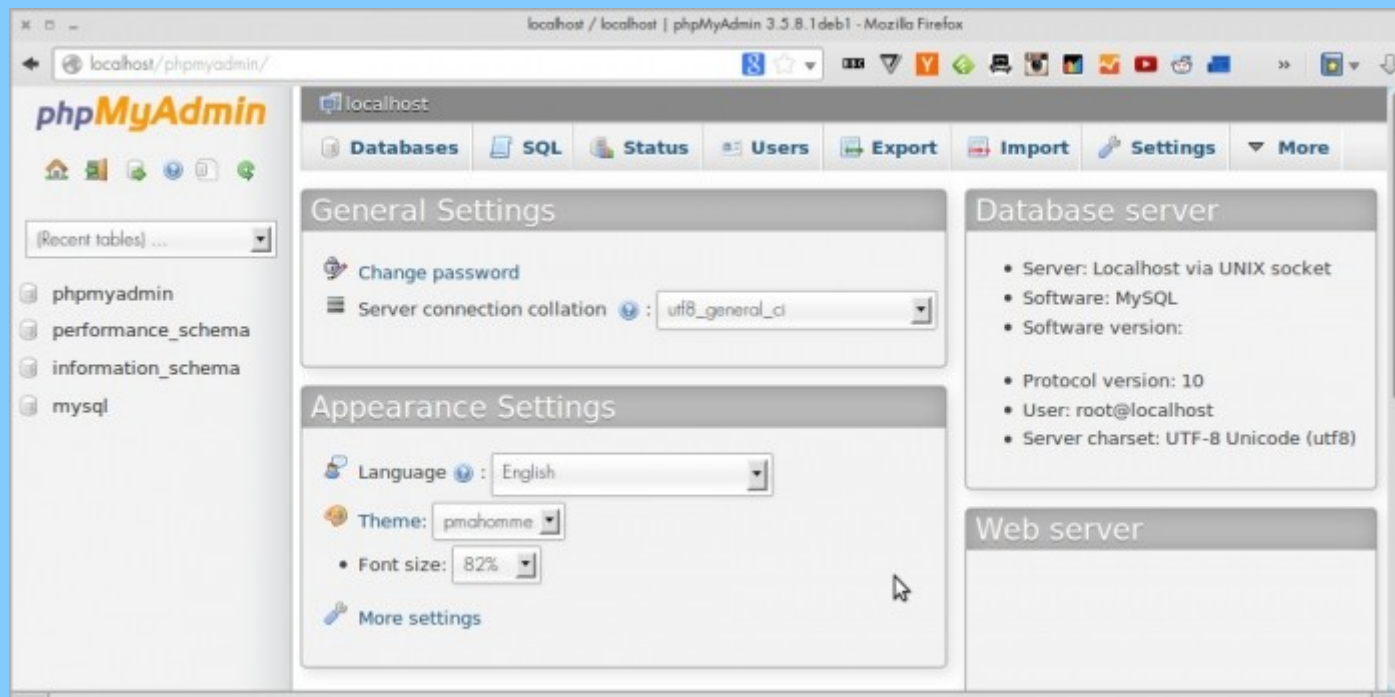 localhost / localhost | phpMyAdmin 3.5.8.1deb1 - Mozilla Firefox
localhost/phpmyadmin/
phpMyAdmin
(Recent tables) ...
phpmyadmin
performance_schema
information_schema
mysql
localhost
Databases SQL Status Users Export Import Settings More
General Settings
Change password
Server connection collation : utf8_general_ci
Appearance Settings
Language : English
Theme: pmahomme
• Font size: 82%
More settings
Database server
• Server: Localhost via UNIX socket
• Software: MySQL
• Software version:
• Protocol version: 10
• User: root@localhost
• Server charset: UTF-8 Unicode (utf8)
Web server